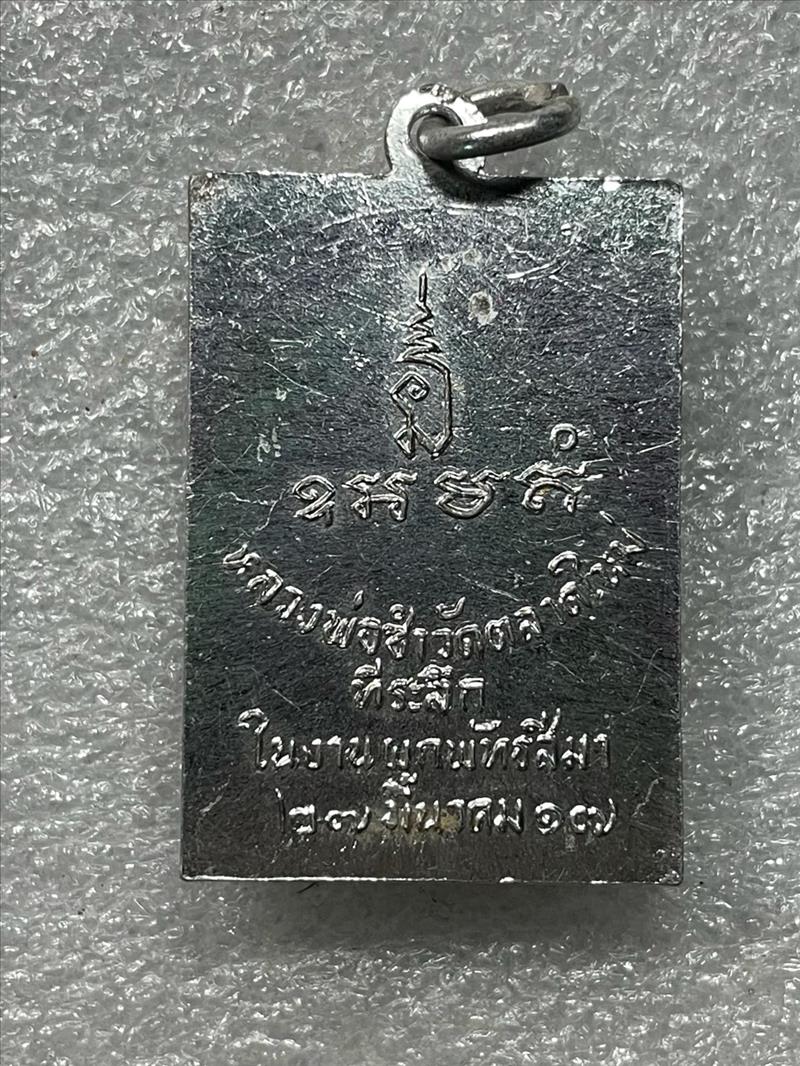 หลวงพ่อซำวัดตลาดใหม่
ที่ระลึก
ในงานผูกพัทธสีมา
๒๗ มีนาคม ๑๗